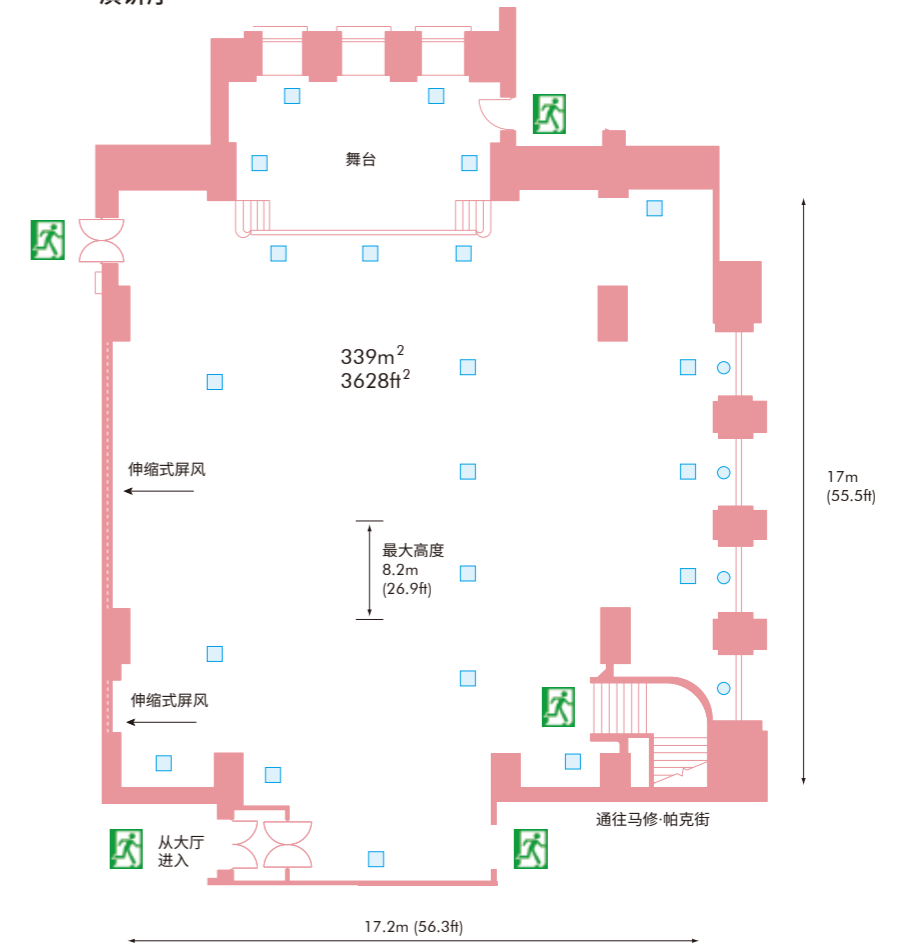 舞台
339m²
3628ft²
伸缩式屏风
17m
(55.5ft)
最大高度
8.2m
(26.9ft)
伸缩式屏风
通往马修·帕克街
从大厅
进入
17.2m (56.3ft)